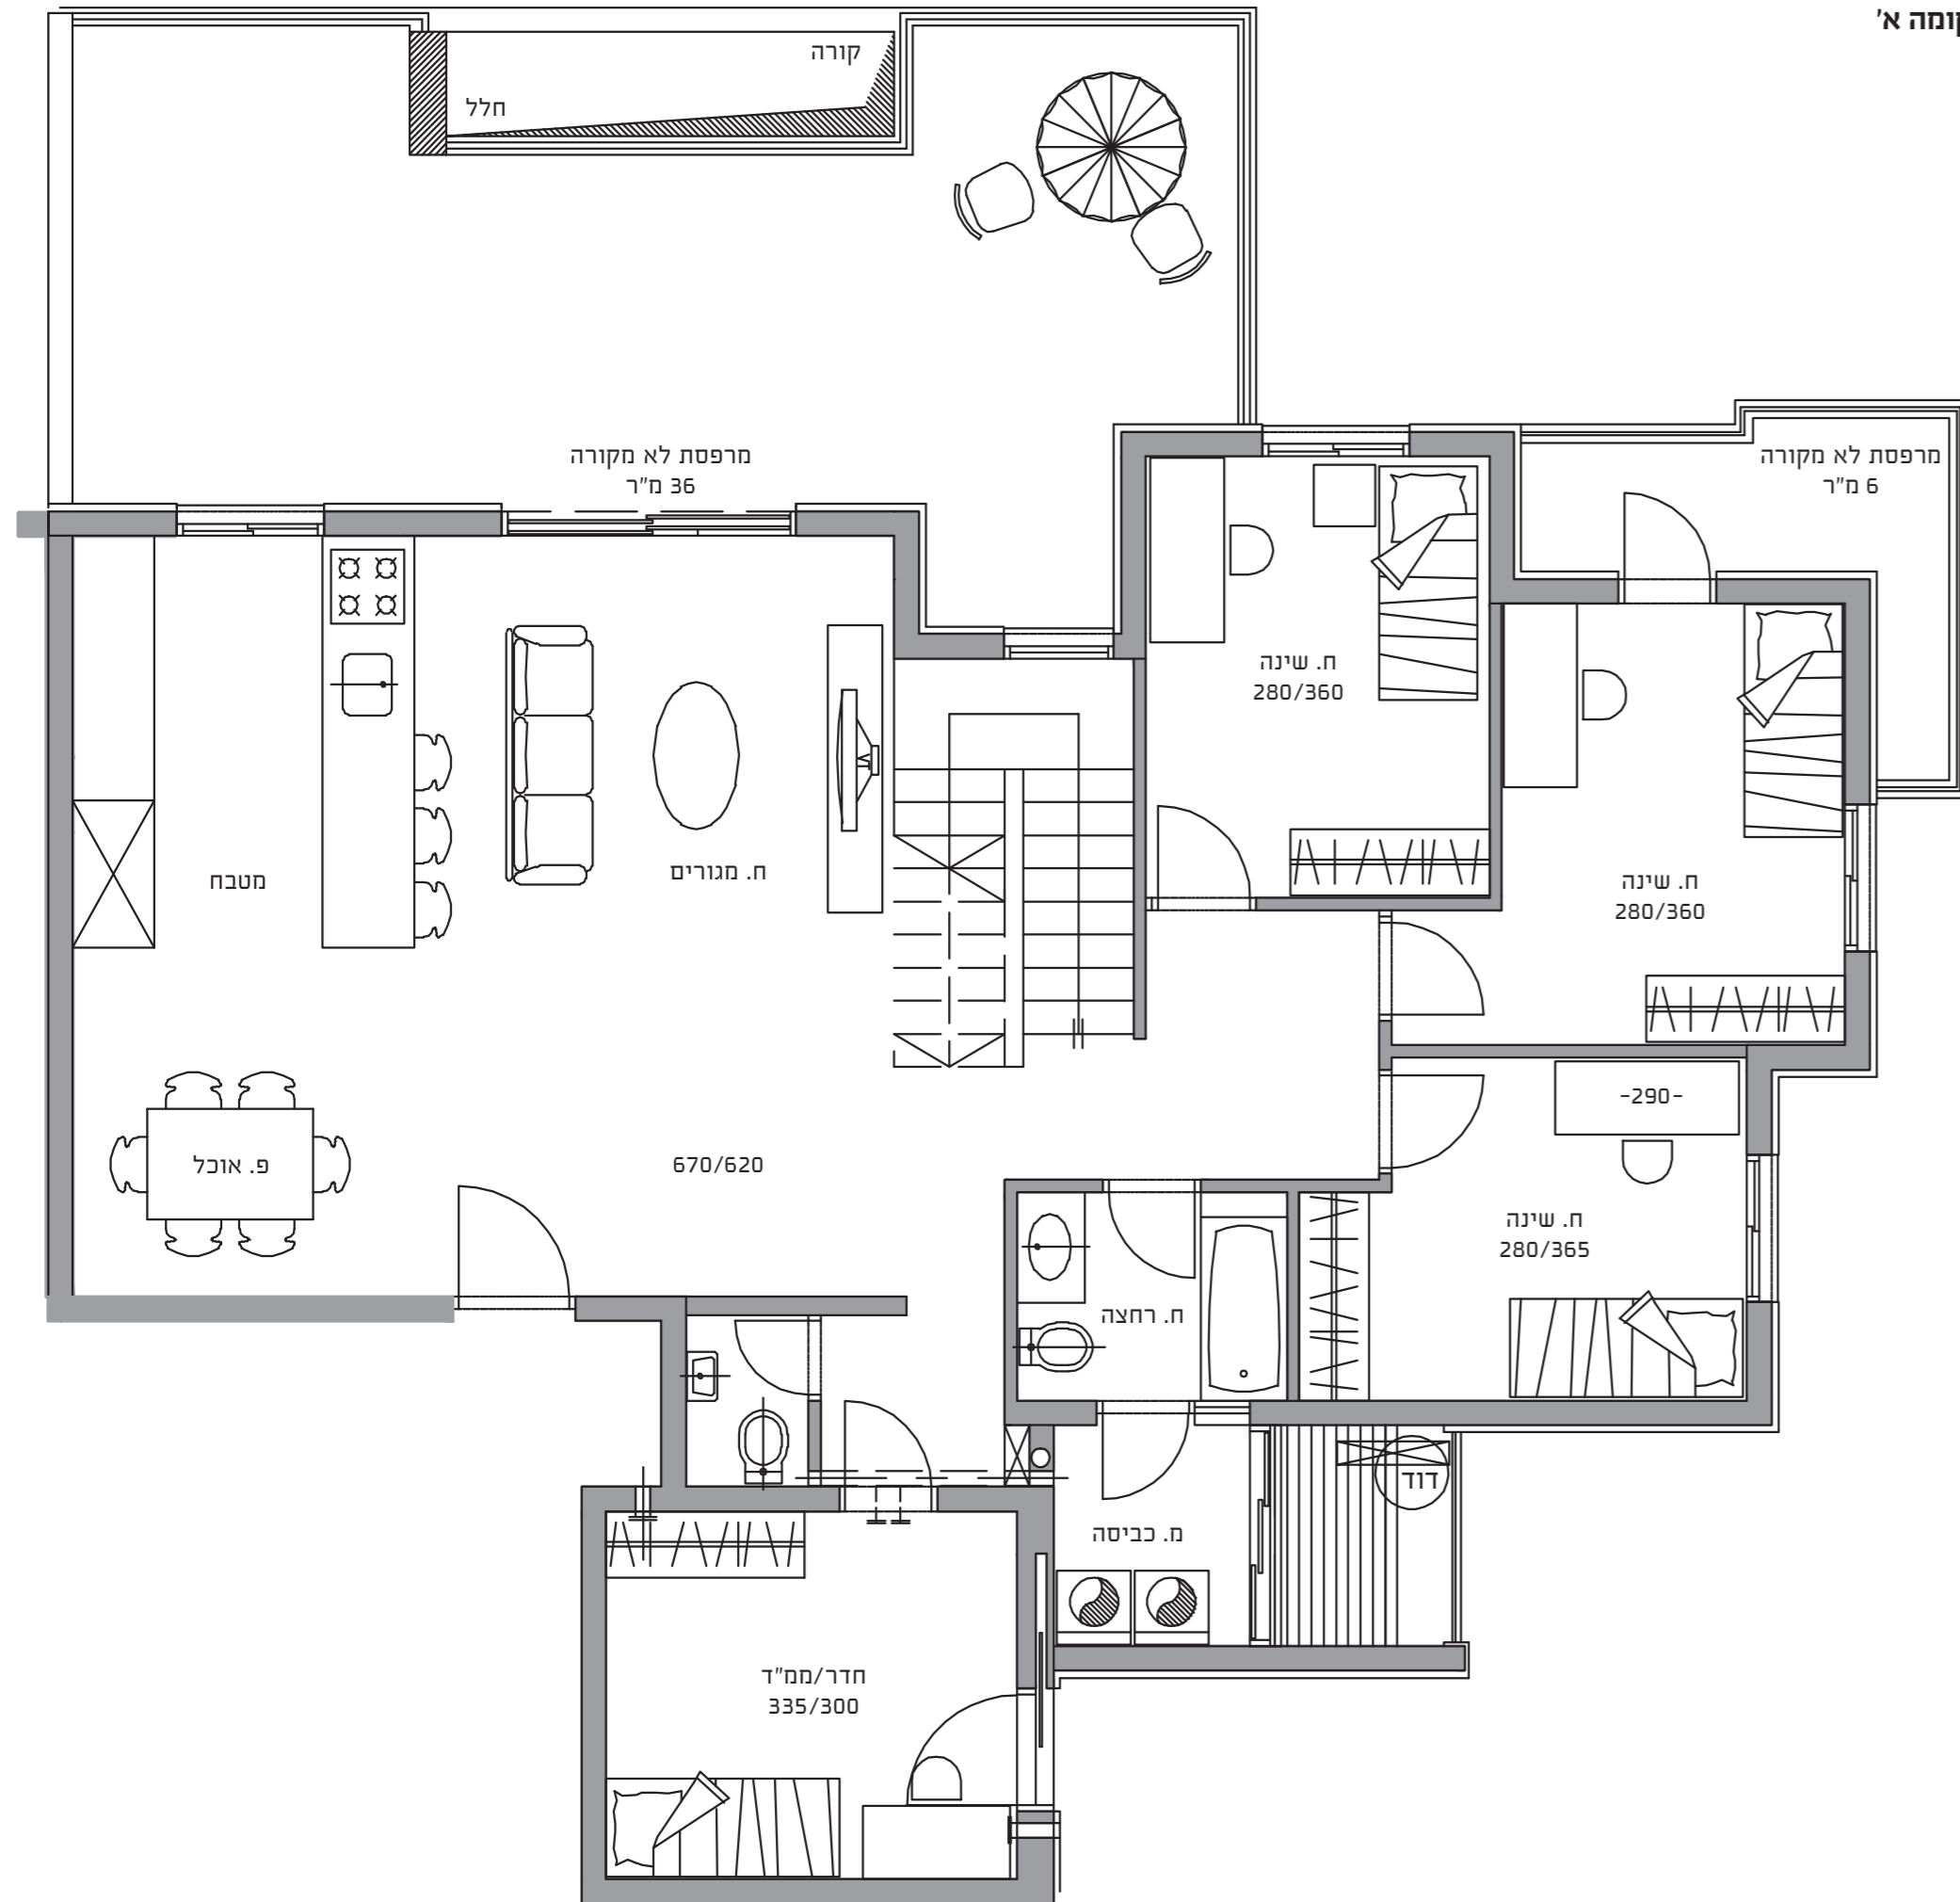 קומה א'
קורה
חלל
מרפסת לא מקורה
36 מ"ר
מרפסת לא מקורה
6 מ"ר
ח. שינה
280/360
ח. שינה
280/360
מטבח
ח. מגורים
-290-
פ. אוכל
670/620
ח. שינה
280/365
ח. רחצה
דוד
מ. כביסה
חדר/ממ"ד
335/300